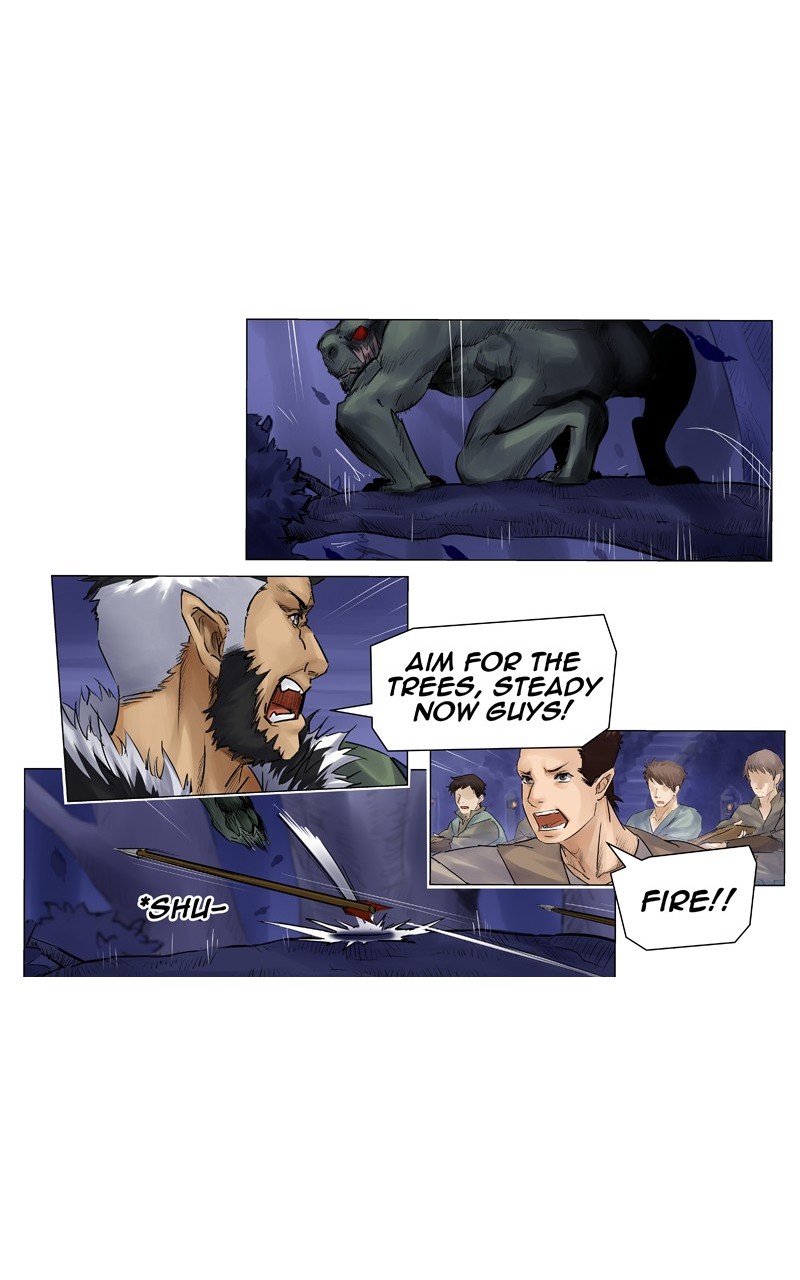 AIM FOR THE
TREES, STEADY
NOW GUYS!
FIRE!!
*SHU-